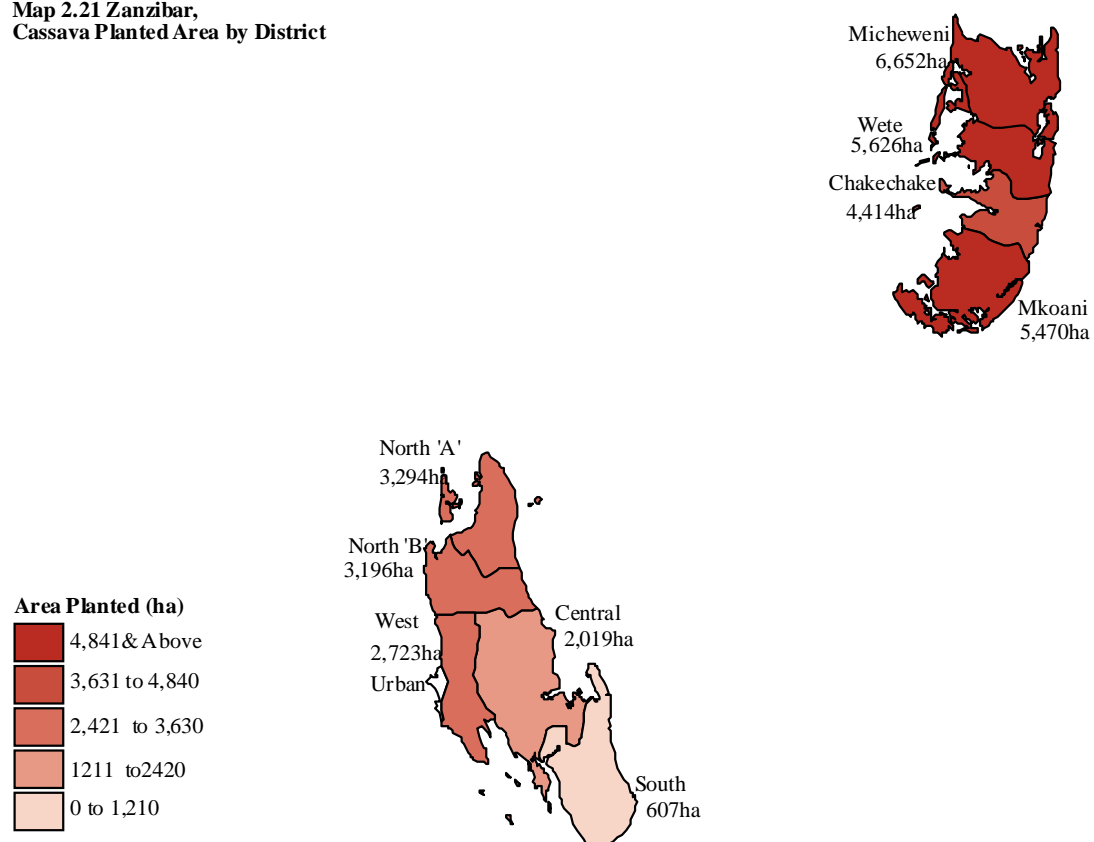 Map 2.21 Zanzibar,
Cassava Planted Area by District
Micheweni
6,652ha
Wete
5,626ha
Chakechake
4,414ha
Mkoani
5,470ha
North 'A'
3,294ha
North 'B'
3,196ha
West
2,723ha
Urban
Central
2,019ha
South
607ha
Area Planted (ha)
4,841& Above
3,631 to 4,840
2,421 to 3,630
1211 to2420
0 to 1,210